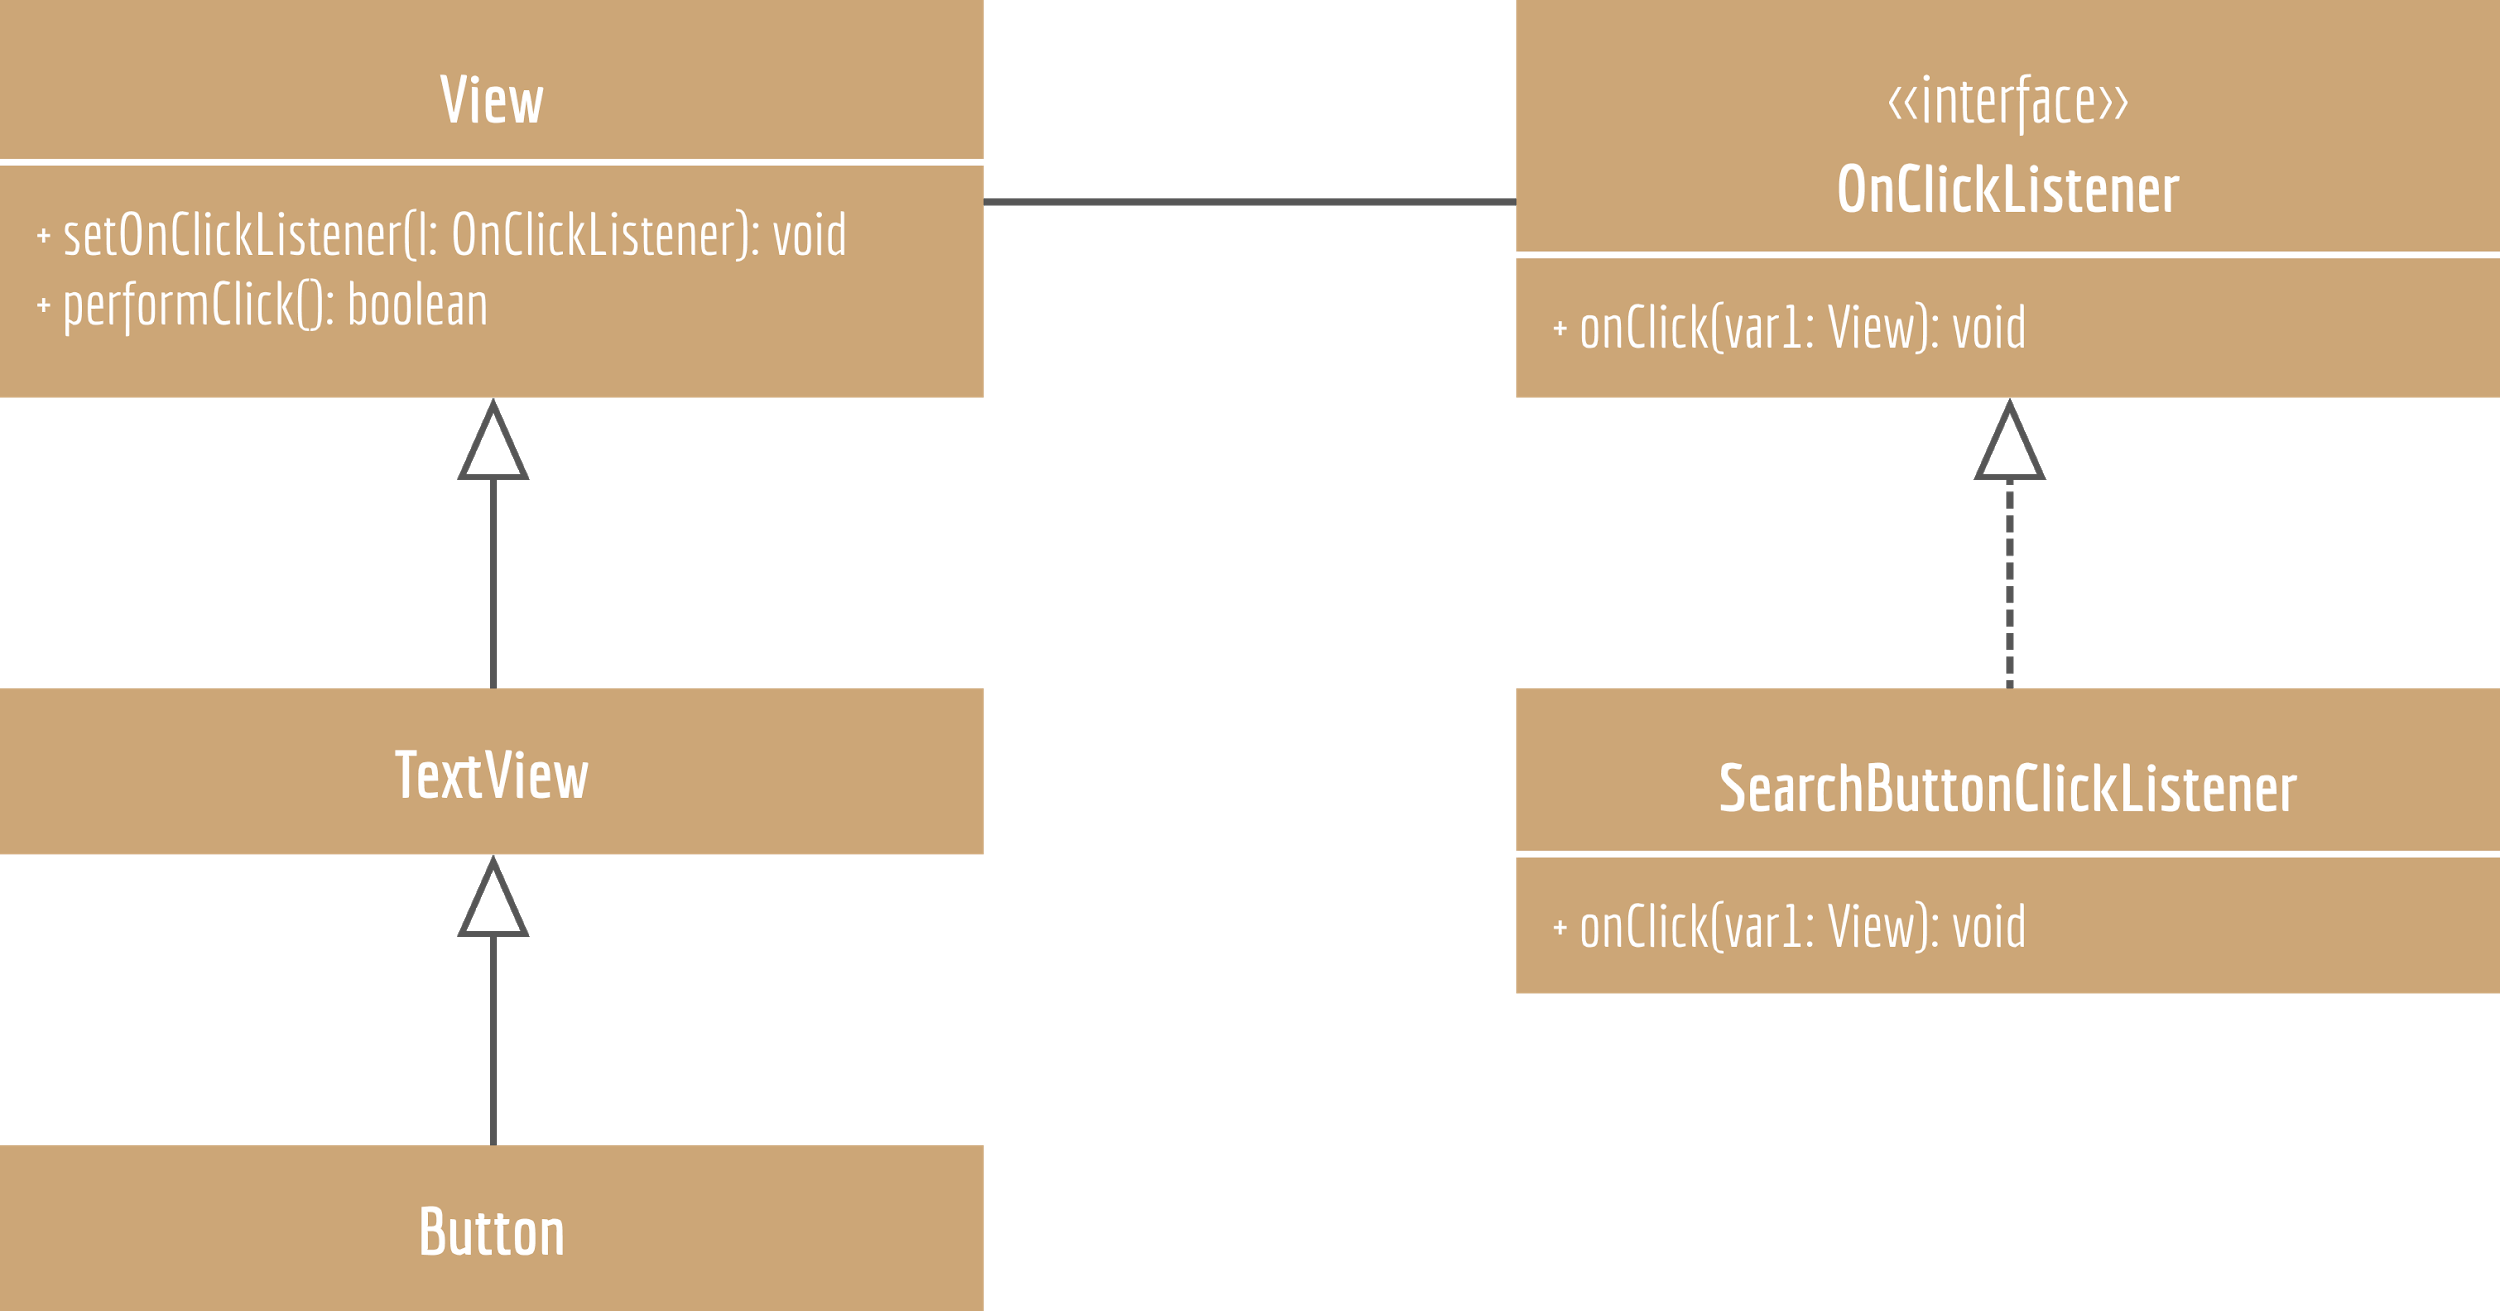 View
+ setOnClickListener(l: OnClickListener): void
+ performClick(): boolean
<<interface>>
OnClickListener
+ onClick(var1: View): void
TextView
SearchButtonClickListener
+ onClick(var1: View): void
Button